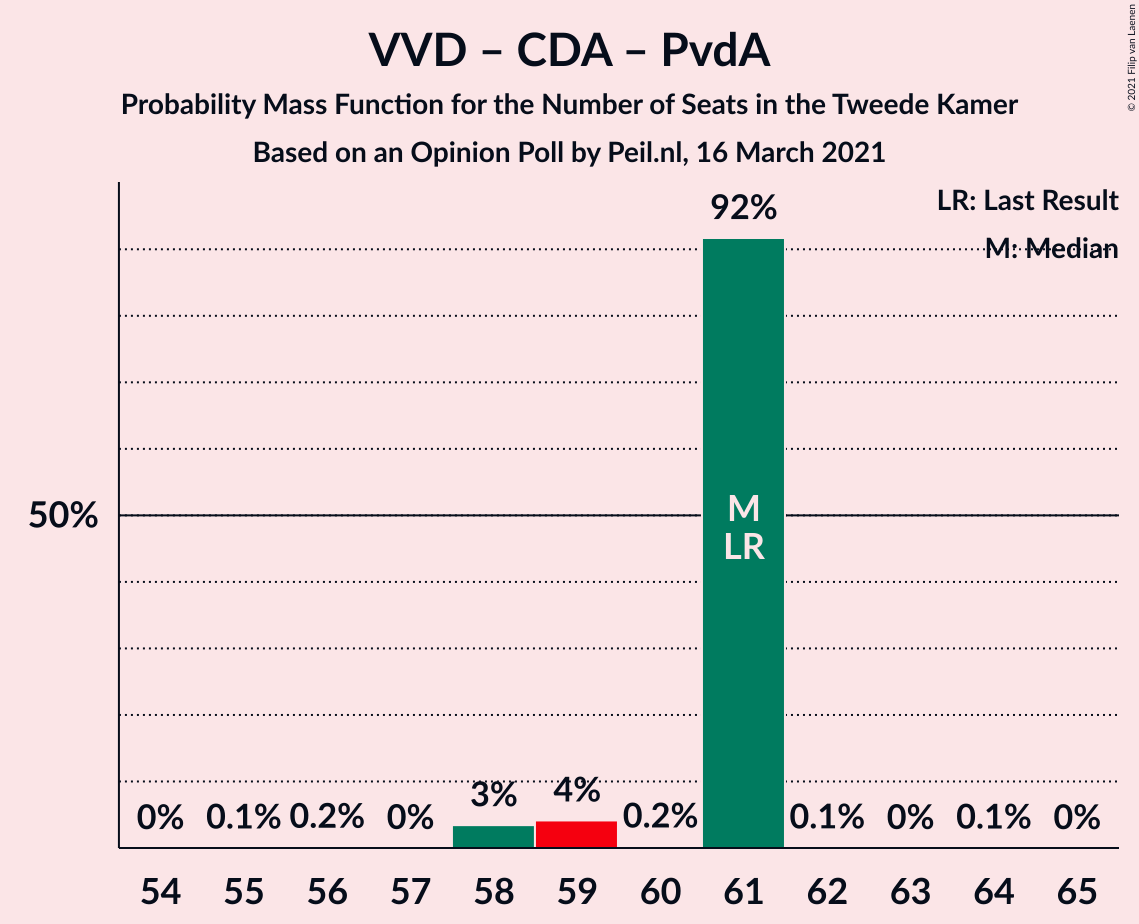 VVD – CDA – PvdA
Probability Mass Function for the Number of Seats in the Tweede Kamer
Based on an Opinion Poll by Peil.nl, 16 March 2021
© 2021 Filip van Laenen
LR: Last Result
M: Median
92%
50%
M
LR
0% 0.1% 0.2% 0% 3% 4% 0.2% 0.1% 0% 0.1% 0%
54 55 56 57 58 59 60 61 62 63 64 65